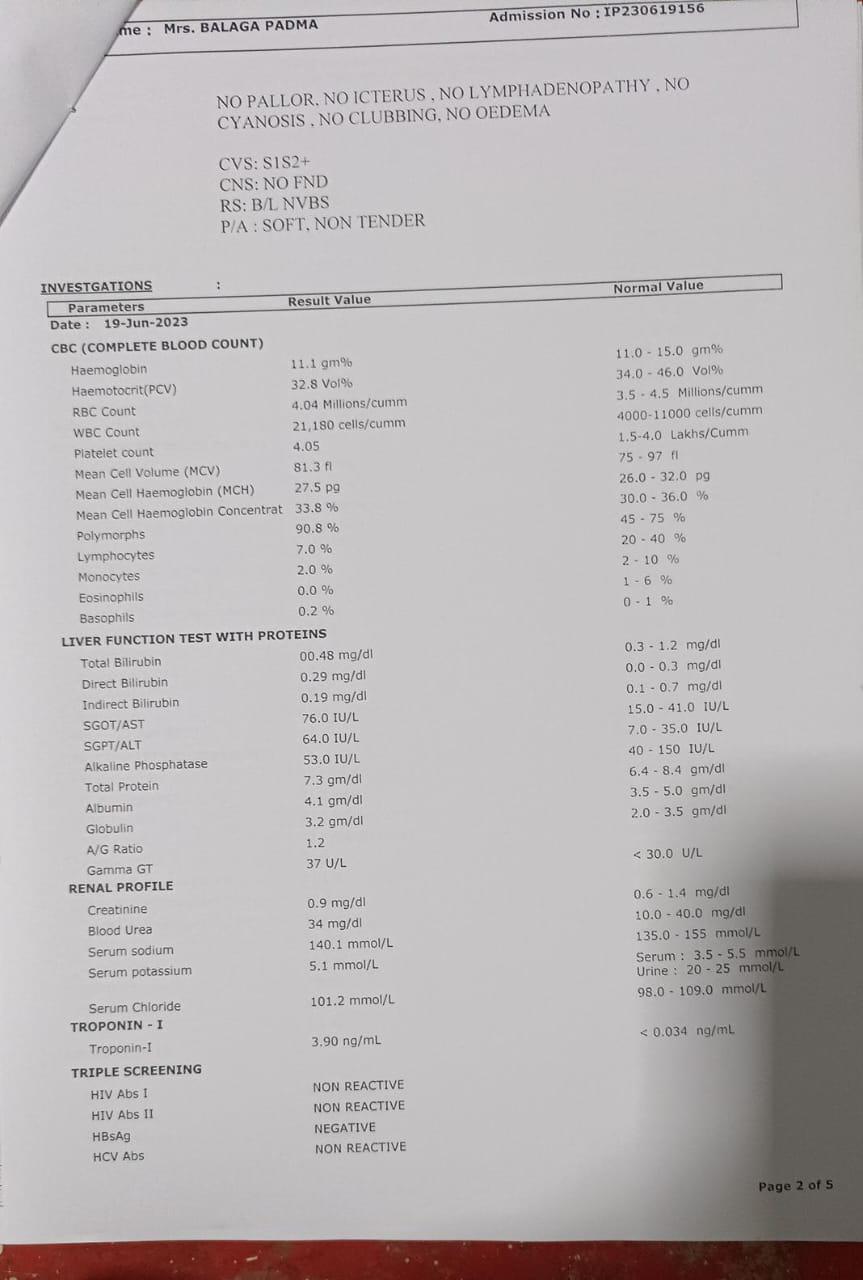 me : Mrs. BALAGA PADMA Admission No : IP230619156
NO PALLOR, NO ICTERUS , NO LYMPHADENOPATHY , NO
CYANOSIS , NO CLUBBING, NO OEDEMA
CVS: S1S2+
CNS: NO FND
RS: B/L NVBS
P/A : SOFT, NON TENDER
INVESTGATIONS :
Parameters Result Value Normal Value
Date : 19-Jun-2023
CBC (COMPLETE BLOOD COUNT)
Haemoglobin 11.1 gm% 11.0 - 15.0 gm%
Haemotocrit(PCV) 32.8 Vol% 34.0 - 46.0 Vol%
RBC Count 4.04 Millions/cumm 3.5 - 4.5 Millions/cumm
WBC Count 21,180 cells/cumm 4000-11000 cells/cumm
Platelet count 4.05 1.5-4.0 Lakhs/Cumm
Mean Cell Volume (MCV) 81.3 fl 75 - 97 fl
Mean Cell Haemoglobin (MCH) 27.5 pg 26.0 - 32.0 pg
Mean Cell Haemoglobin Concentrat 33.8 % 30.0 - 36.0 %
Polymorphs 90.8 % 45 - 75 %
Lymphocytes 7.0 % 20 - 40 %
Monocytes 2.0 % 2 - 10 %
Eosinophils 0.0 % 1 - 6 %
Basophils 0.2 % 0 - 1 %
LIVER FUNCTION TEST WITH PROTEINS
Total Bilirubin 00.48 mg/dl 0.3 - 1.2 mg/dl
Direct Bilirubin 0.29 mg/dl 0.0 - 0.3 mg/dl
Indirect Bilirubin 0.19 mg/dl 0.1 - 0.7 mg/dl
SGOT/AST 76.0 IU/L 15.0 - 41.0 IU/L
SGPT/ALT 64.0 IU/L 7.0 - 35.0 IU/L
Alkaline Phosphatase 53.0 IU/L 40 - 150 IU/L
Total Protein 7.3 gm/dl 6.4 - 8.4 gm/dl
Albumin 4.1 gm/dl 3.5 - 5.0 gm/dl
Globulin 3.2 gm/dl 2.0 - 3.5 gm/dl
A/G Ratio 1.2
Gamma GT 37 U/L < 30.0 U/L
RENAL PROFILE
Creatinine 0.9 mg/dl 0.6 - 1.4 mg/dl
Blood Urea 34 mg/dl 10.0 - 40.0 mg/dl
Serum sodium 140.1 mmol/L 135.0 - 155 mmol/L
Serum potassium 5.1 mmol/L Serum : 3.5 - 5.5 mmol/L
Urine : 20 - 25 mmol/L
Serum Chloride 101.2 mmol/L 98.0 - 109.0 mmol/L
TROPONIN - I
Troponin-I 3.90 ng/mL < 0.034 ng/mL
TRIPLE SCREENING
HIV Abs I NON REACTIVE
HIV Abs II NON REACTIVE
HBsAg NEGATIVE
HCV Abs NON REACTIVE
Page 2 of 5